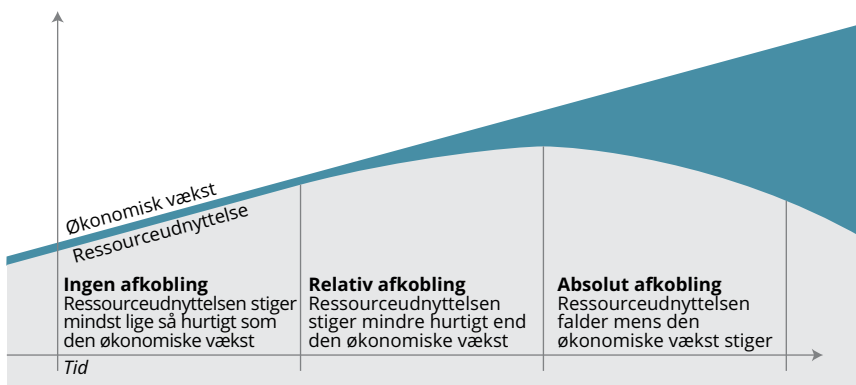 Økonomisk vækst
Ressourceudnyttelse
Ingen afkobling
Ressourceudnyttelsen stiger
mindst lige så hurtigt som
den økonomiske vækst
Relativ afkobling
Ressourceudnyttelsen
stiger mindre hurtigt end
den økonomiske vækst
Absolut afkobling
Ressourceudnyttelsen
falder mens den
økonomiske vækst stiger
Tid